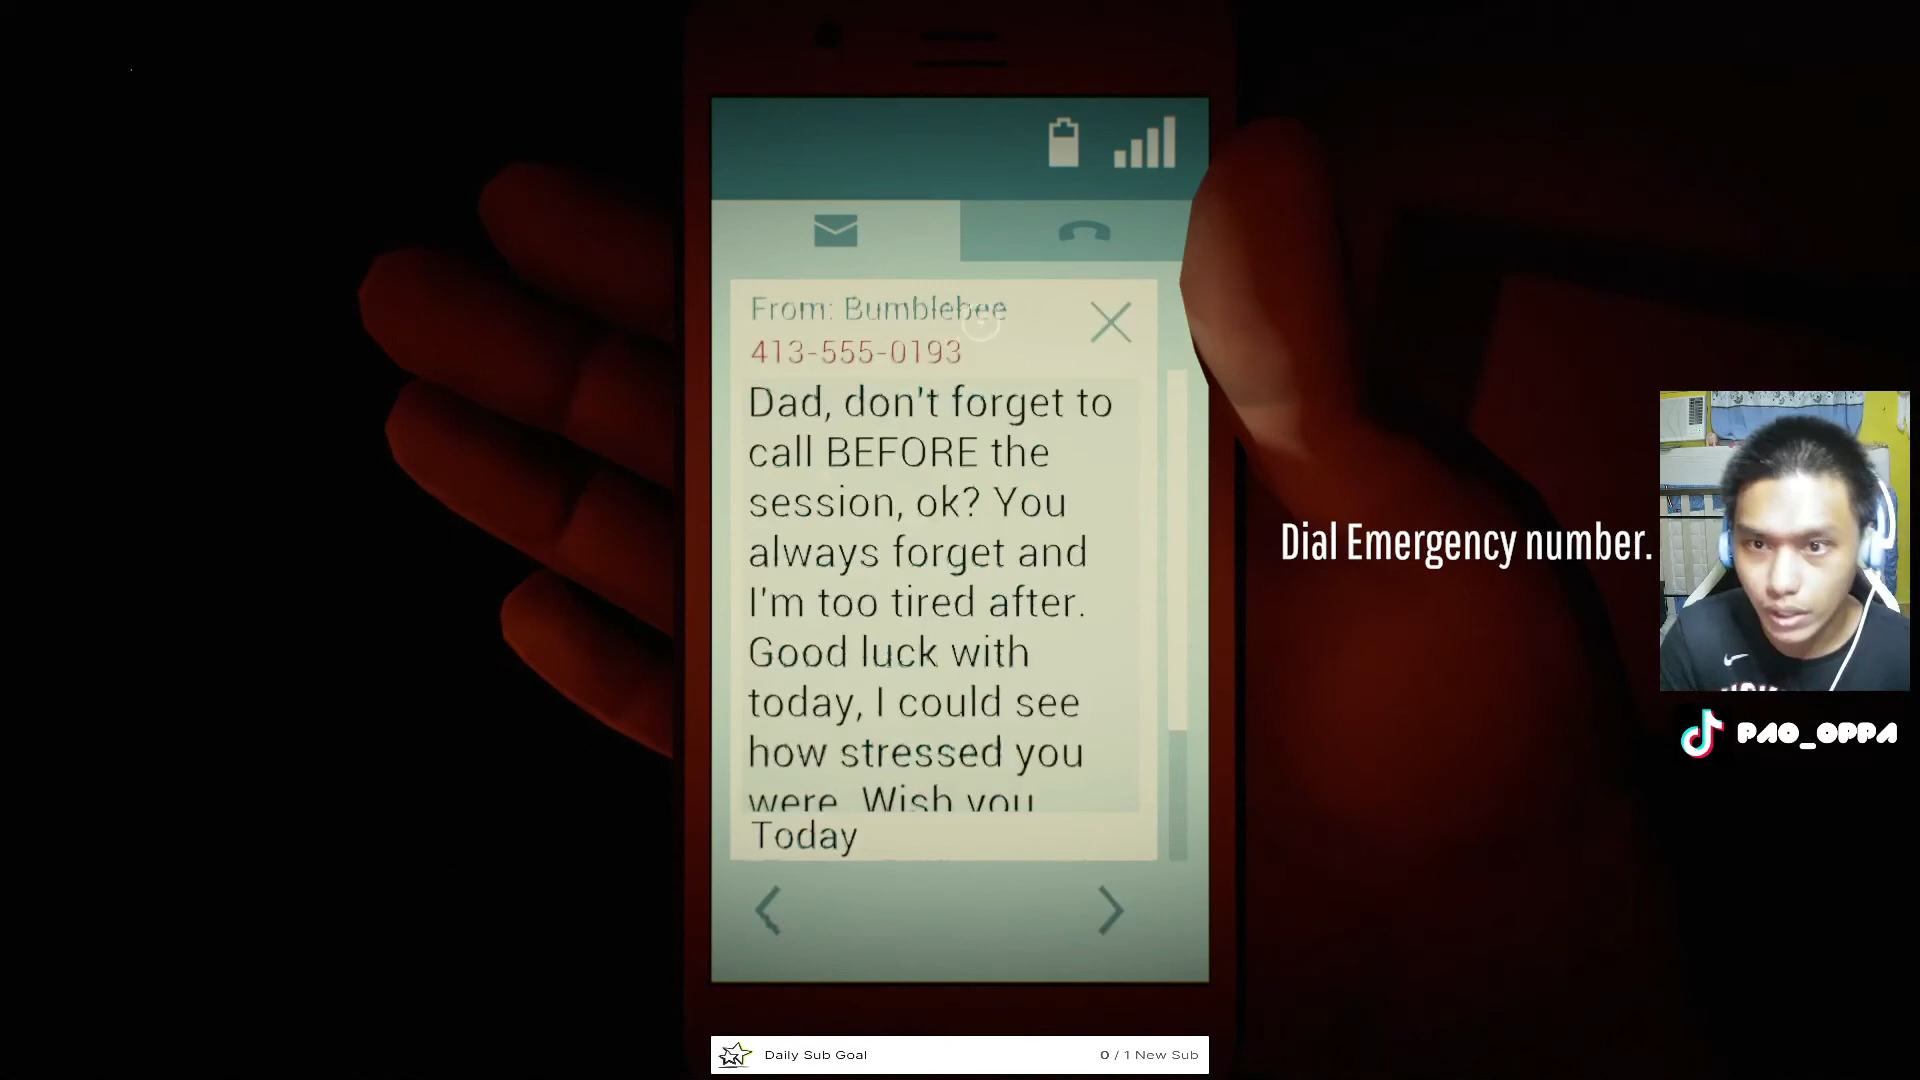 From: Bumblebee
413-555-0193
Dad, don't forget to
call BEFORE the
session, ok? You
always forget and
I'm too tired after.
Good luck with
today, I could see
how stressed you
were. Wish you
Today
Dial Emergency number.
PAO_OPPA
Daily Sub Goal
0 / 1 New Sub